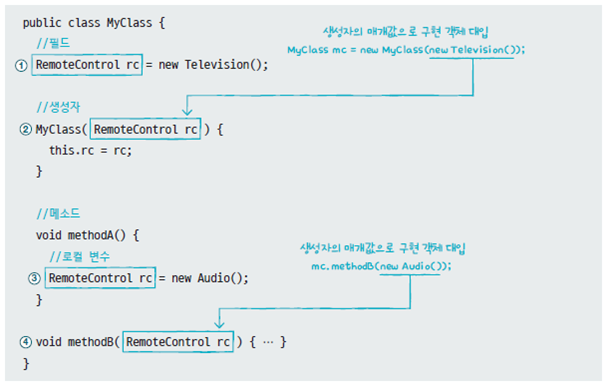 public class MyClass {
//필드
① RemoteControl rc = new Television();
생성자의 매개값으로 구현 객체 대입
MyClass mc = new MyClass(new Television());
//생성자
② MyClass( RemoteControl rc ) {
this.rc = rc;
}
//메소드
void methodA() {
//로컬 변수
③ RemoteControl rc = new Audio();
}
생성자의 매개값으로 구현 객체 대입
mc.methodB(new Audio());
④ void methodB( RemoteControl rc ) { … }
}